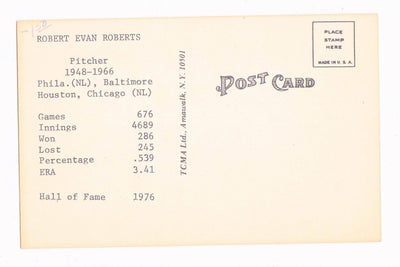 ROBERT EVAN ROBERTS
Pitcher
1948-1966
Phila.(NL), Baltimore
Houston, Chicago (NL)
Games 676
Innings 4689
Won 286
Lost 245
Percentage .539
ERA 3.41
Hall of Fame 1976
TCMA Ltd., Amawalk, N.Y. 10501
POST CARD
PLACE
STAMP
HERE
MADE IN U.S.A.